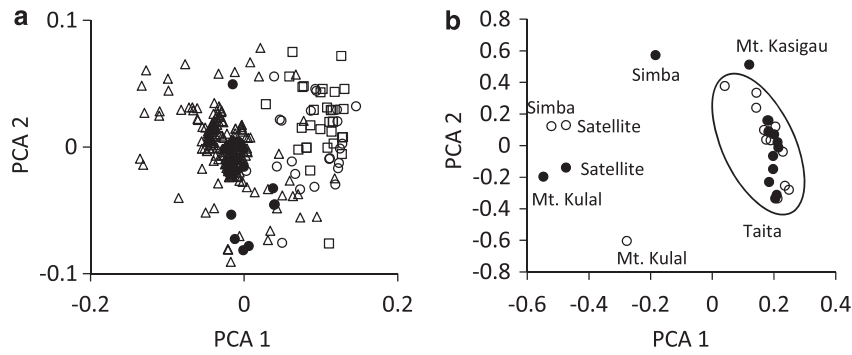 a
0.1
0
-0.1
PCA 2
-0.2
0
0.2
PCA 1
b
0.8
0.6
0.4
0.2
0
-0.2
-0.4
-0.6
-0.8
PCA 2
Mt. Kasigau
Simba
Simba
Satellite
Satellite
Mt. Kulal
Taita
Mt. Kulal
-0.6
-0.4
-0.2
0
0.2
0.4
PCA 1